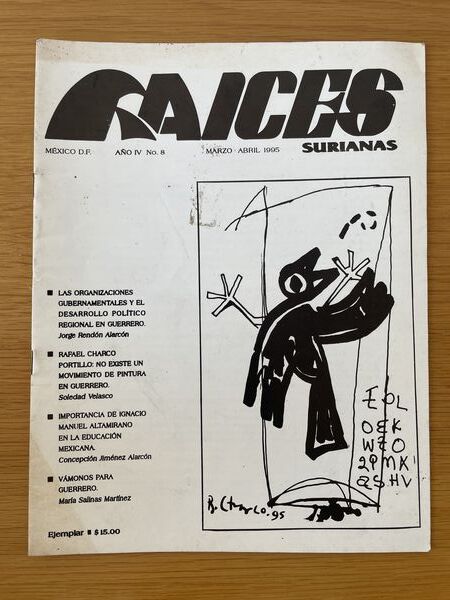 RAICES
SURIANAS
MÉXICO D.F. AÑO IV No. 8 MARZO - ABRIL 1995
■ LAS ORGANIZACIONES
GUBERNAMENTALES Y EL
DESARROLLO POLÍTICO
REGIONAL EN GUERRERO.
Jorge Rendón Alarcón
■ RAFAEL CHARCO
PORTILLO: NO EXISTE UN
MOVIMIENTO DE PINTURA
EN GUERRERO.
Soledad Velasco
■ IMPORTANCIA DE IGNACIO
MANUEL ALTAMIRANO
EN LA EDUCACIÓN
MEXICANA.
Concepción Jiménez Alarcón
■ VÁMONOS PARA
GUERRERO.
María Salinas Martínez
Ejemplar ■ $ 15.00
OEK
WZO
QSHV
R. Charco. 95